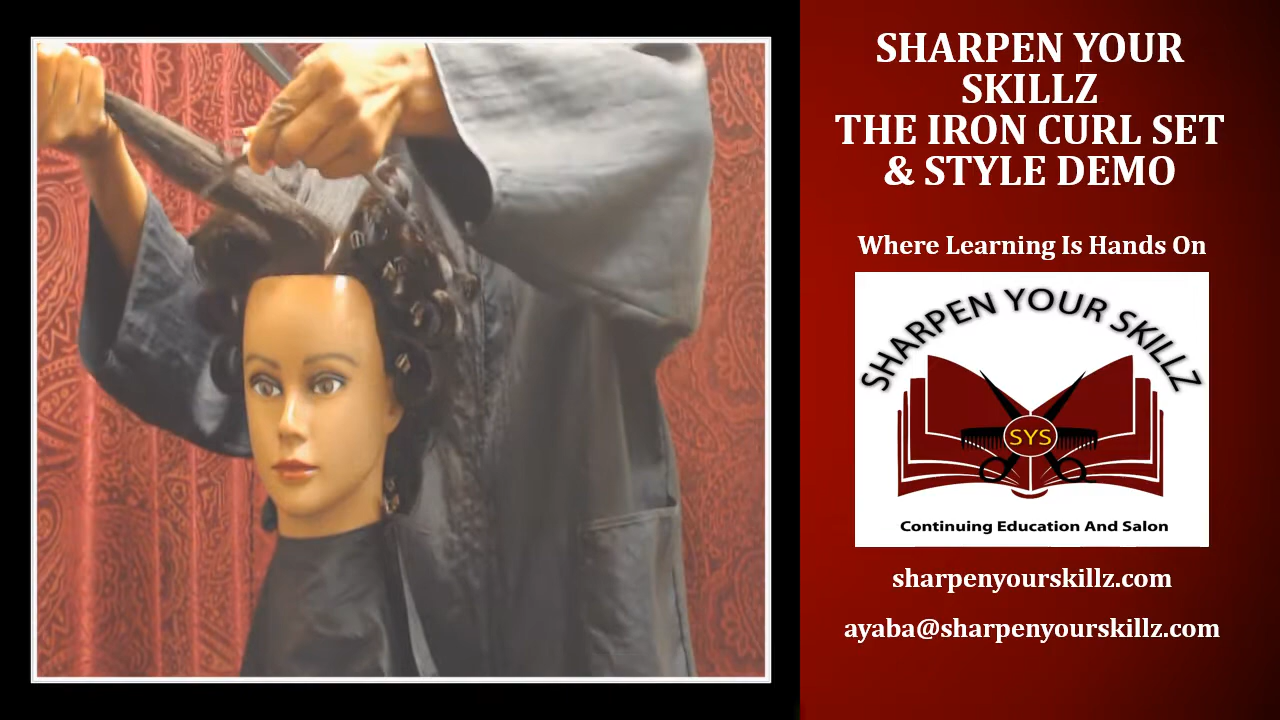 SHARPEN YOUR
SKILLZ
THE IRON CURL SET
& STYLE DEMO
Where Learning Is Hands On
SHARPEN YOUR SKILLZ
SYS
Continuing Education And Salon
sharpenyourskillz.com
ayaba@sharpenyourskillz.com